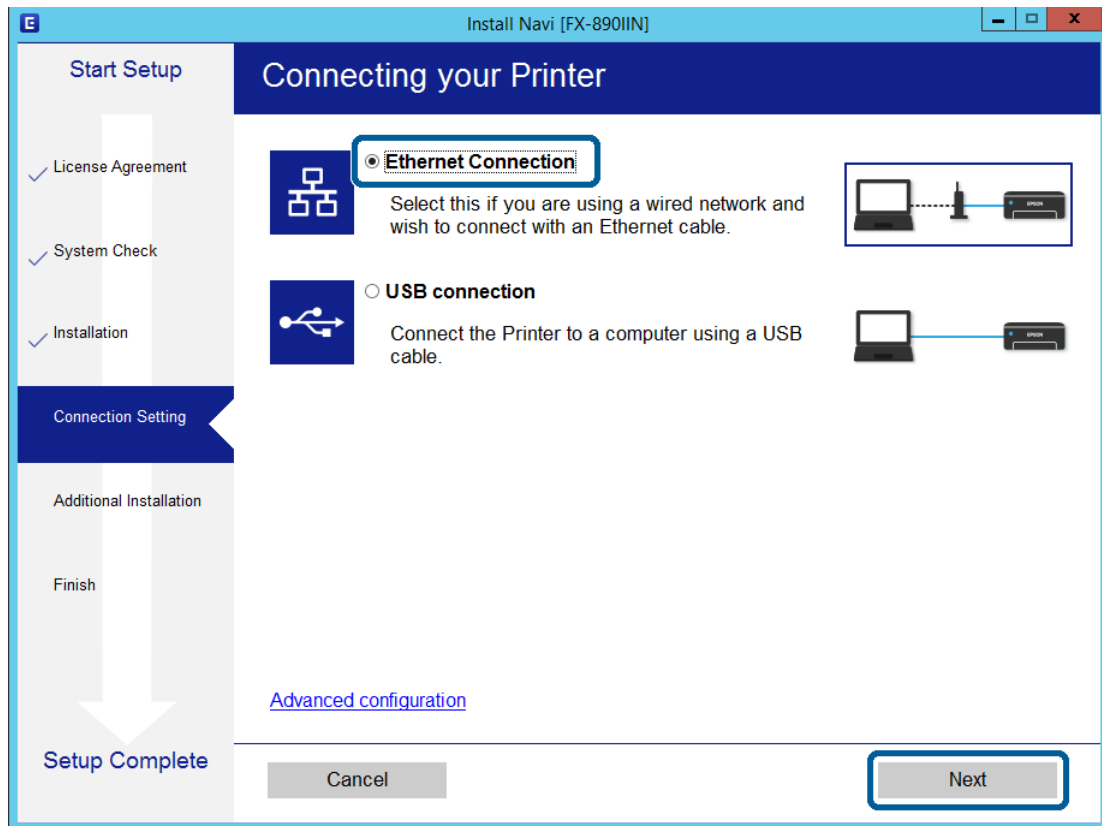 Install Navi [FX-890IIN]
Start Setup
Connecting your Printer
License Agreement
System Check
Installation
Connection Setting
Additional Installation
Finish
Setup Complete
Ethernet Connection
Select this if you are using a wired network and
wish to connect with an Ethernet cable.
EPSON
USB connection
Connect the Printer to a computer using a USB
cable.
EPSON
Advanced configuration
Cancel
Next